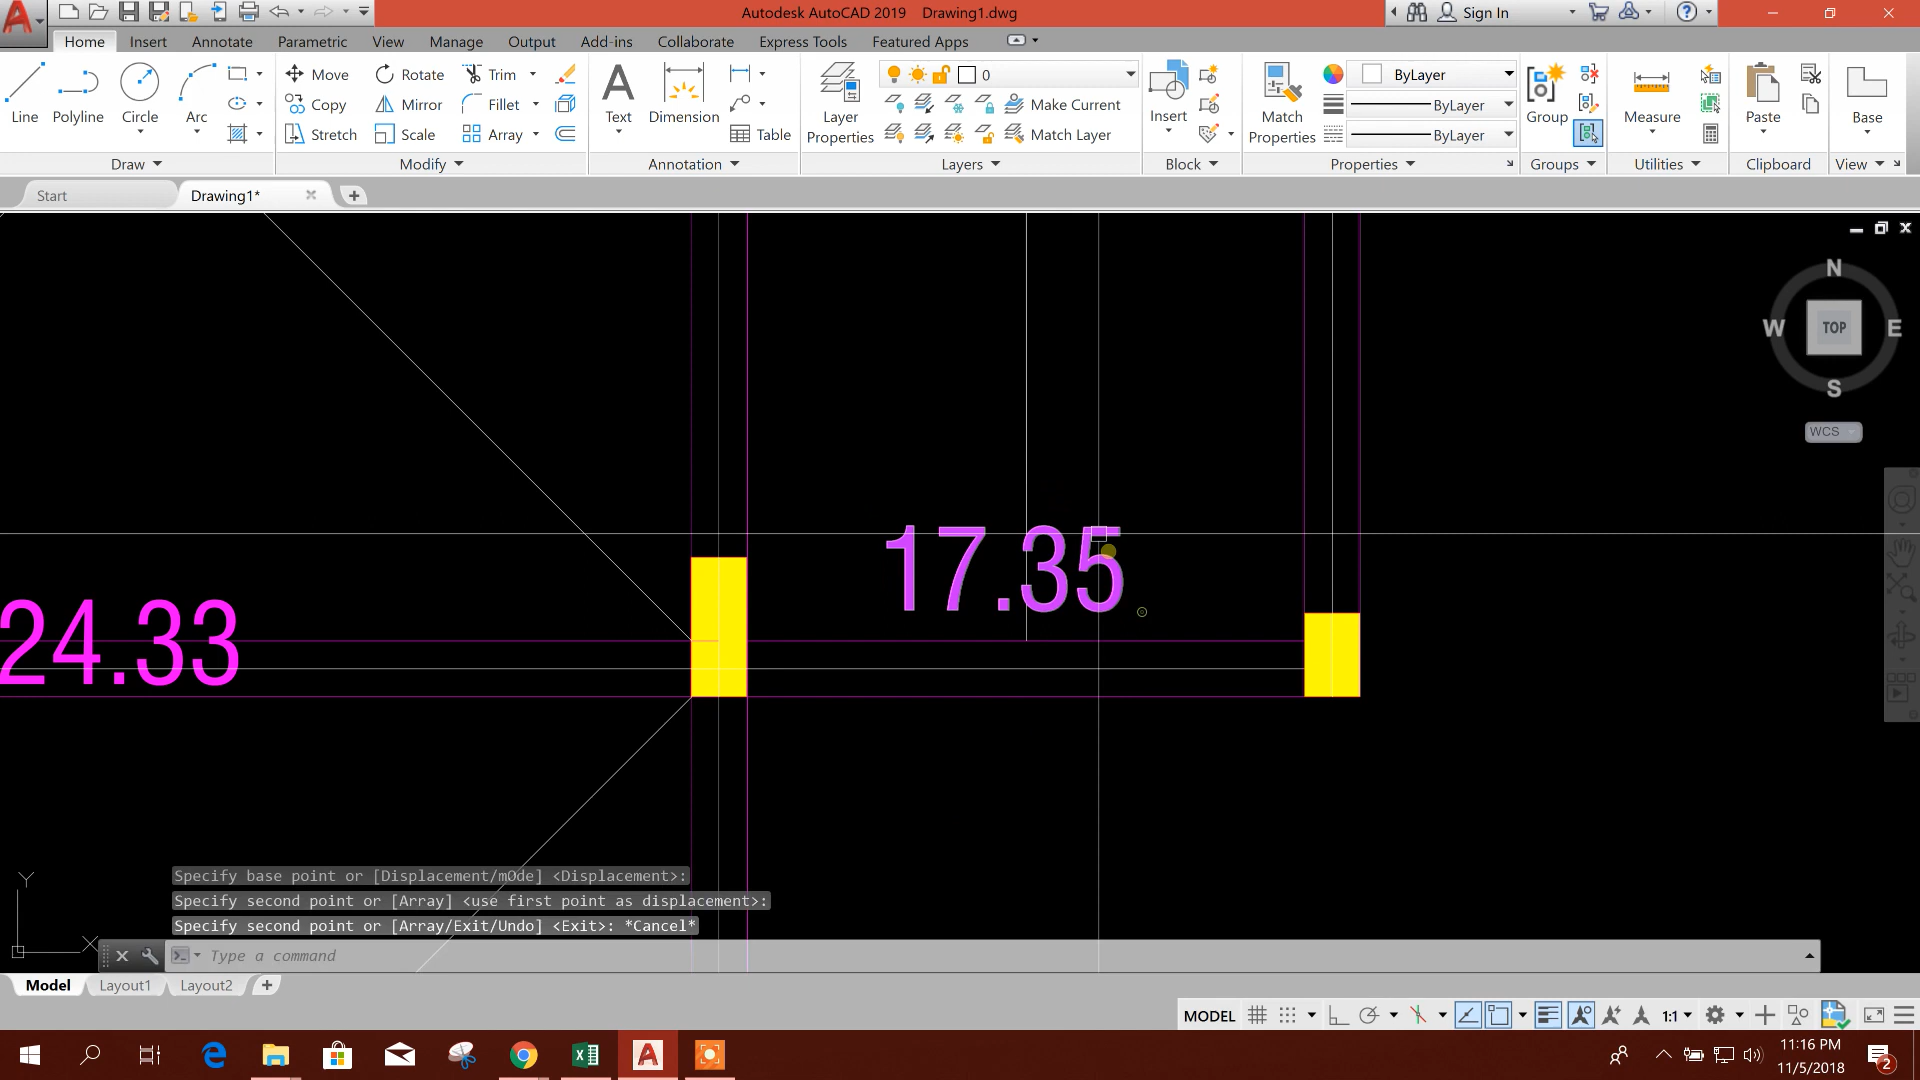 Autodesk AutoCAD 2019 Drawing1.dwg
Sign In
Home Insert Annotate Parametric View Manage Output Add-ins Collaborate Express Tools Featured Apps
Line Polyline Circle Arc
Move Rotate Trim
Copy Mirror Fillet
Stretch Scale Array
Text Dimension Table
Layer Properties
0
Make Current
Match Layer
Insert
Match Properties
ByLayer
ByLayer
ByLayer
Group
Measure
Paste
Base
Draw Modify Annotation Layers Block Properties Groups Utilities Clipboard View
Start Drawing1*
N
W TOP E
S
WCS
17.35
24.33
Y
X
Specify base point or [Displacement/mOde] <Displacement>:
Specify second point or [Array] <use first point as displacement>:
Specify second point or [Array/Exit/Undo] <Exit>: *Cancel*
Type a command
Model Layout1 Layout2
MODEL 1:1
11:16 PM
11/5/2018
2